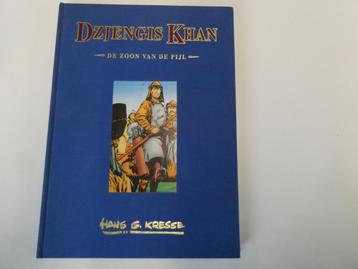 DZJENGIS KHAN
DE ZOON VAN DE PIJL
HANS G. KRESSE